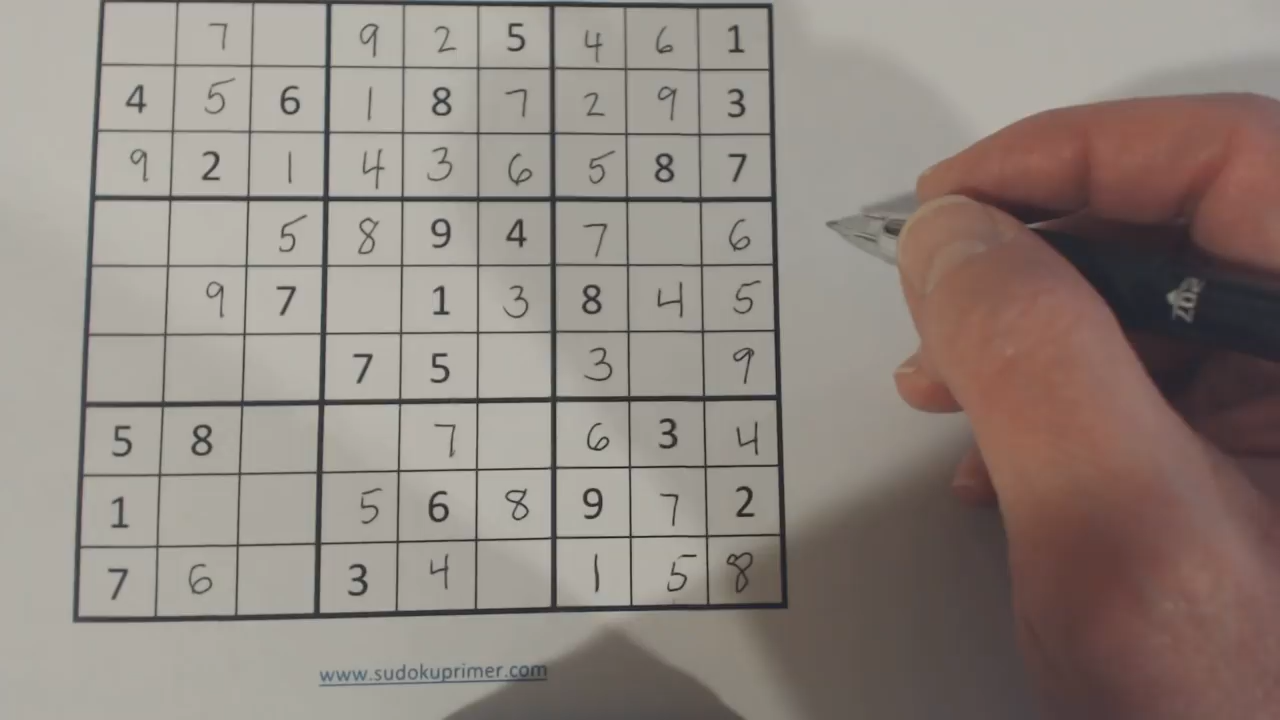 7 9 2 5 4 6 1
4 5 6 1 8 7 2 9 3
9 2 1 4 3 6 5 8 7
5 8 9 4 7 6
9 7 1 3 8 4 5
7 5 3 9
5 8 7 6 3 4
1 5 6 8 9 7 2
7 6 3 4 1 5 8
www.sudokuprimer.com